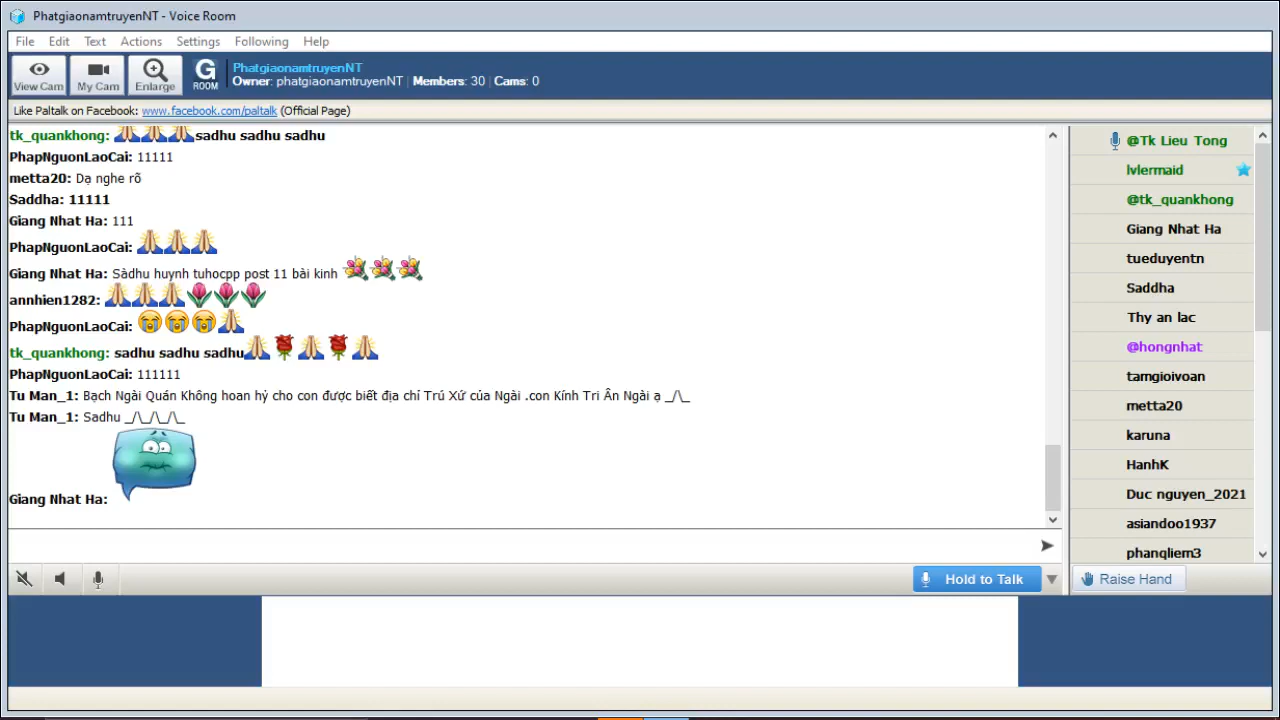 PhatgiaonamtruyenNT - Voice Room
File Edit Text Actions Settings Following Help
View Cam My Cam Enlarge G ROOM
PhatgiaonamtruyenNT
Owner: phatgiaonamtruyenNT | Members: 30 | Cams: 0
Like Paltalk on Facebook: www.facebook.com/paltalk (Official Page)
tk_quankhong: 🙏🙏🙏sadhu sadhu sadhu
PhapNguonLaoCai: 11111
metta20: Dạ nghe rõ
Saddha: 11111
Giang Nhat Ha: 111
PhapNguonLaoCai: 🙏🙏🙏
Giang Nhat Ha: Sàdhu huynh tuhocpp post 11 bài kinh 💐💐💐
annhien1282: 🙏🙏🙏🌷🌷🌷
PhapNguonLaoCai: 😭😭😭🙏
tk_quankhong: sadhu sadhu sadhu🙏🌹🙏🌹🙏
PhapNguonLaoCai: 111111
Tu Man_1: Bạch Ngài Quán Không hoan hỷ cho con được biết địa chỉ Trú Xứ của Ngài .con Kính Tri Ân Ngài ạ _/\_
Tu Man_1: Sadhu _/\_/\_/\_
Giang Nhat Ha:
@Tk Lieu Tong
lvlermaid
@tk_quankhong
Giang Nhat Ha
tueduyentn
Saddha
Thy an lac
@hongnhat
tamgioivoan
metta20
karuna
HanhK
Duc nguyen_2021
asiandoo1937
phanqliem3
Hold to Talk
Raise Hand